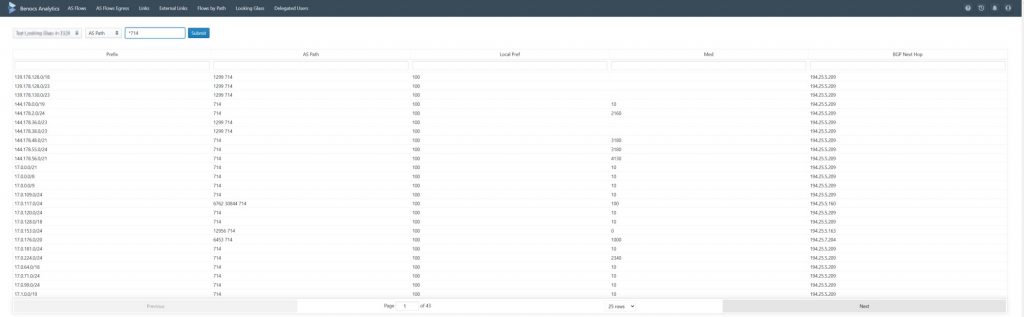 Benocs Analytics AS Flows AS Flows Egress Links External Links Flows by Path Looking Glass Delegated Users
AS Path *714 Submit
Prefix AS Path Local Pref Med BGP Next Hop
139.178.128.0/18 1299 714 100 194.25.5.209
139.178.128.0/23 1299 714 100 194.25.5.209
139.178.130.0/23 1299 714 100 194.25.5.209
144.178.0.0/19 714 100 10 194.25.5.209
144.178.2.0/24 714 100 2160 194.25.5.209
144.178.36.0/23 1299 714 100 194.25.5.209
144.178.38.0/23 1299 714 100 194.25.5.209
144.178.48.0/21 714 100 3180 194.25.5.209
144.178.55.0/24 714 100 3180 194.25.5.209
144.178.56.0/21 714 100 4130 194.25.5.209
17.0.0.0/21 714 100 10 194.25.5.209
17.0.0.0/8 714 100 10 194.25.5.209
17.0.0.0/9 714 100 10 194.25.5.209
17.0.109.0/24 714 100 10 194.25.5.209
17.0.117.0/24 6762 30844 714 100 100 194.25.5.160
17.0.120.0/24 714 100 10 194.25.5.209
17.0.128.0/18 714 100 10 194.25.5.209
17.0.153.0/24 12956 714 100 0 194.25.5.163
17.0.176.0/20 6453 714 100 1000 194.25.7.204
17.0.181.0/24 714 100 10 194.25.5.209
17.0.224.0/24 714 100 2340 194.25.5.209
17.0.64.0/18 714 100 10 194.25.5.209
17.0.71.0/24 714 100 10 194.25.5.209
17.0.99.0/24 714 100 10 194.25.5.209
17.1.0.0/19 714 100 10 194.25.5.209
Previous Page 1 of 43 25 rows Next